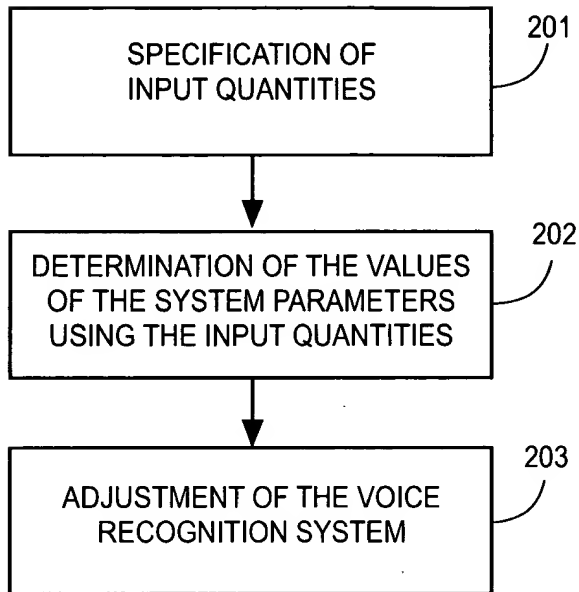 201
SPECIFICATION OF
INPUT QUANTITIES
202
DETERMINATION OF THE VALUES
OF THE SYSTEM PARAMETERS
USING THE INPUT QUANTITIES
203
ADJUSTMENT OF THE VOICE
RECOGNITION SYSTEM